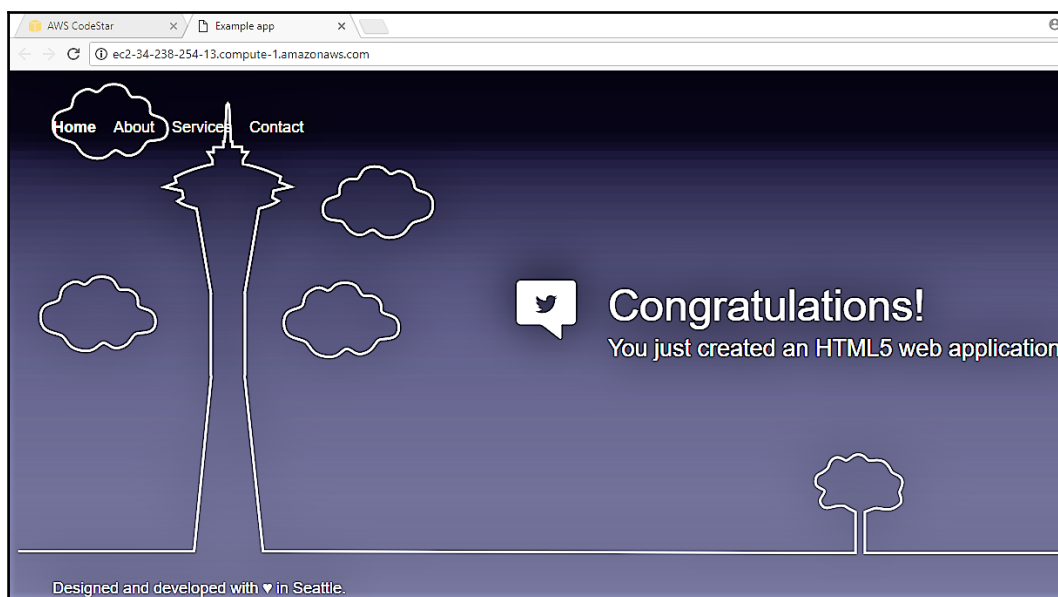 AWS CodeStar
Example app
ec2-34-238-254-13.compute-1.amazonaws.com
Home About Services Contact
Congratulations!
You just created an HTML5 web application
Designed and developed with ♥ in Seattle.